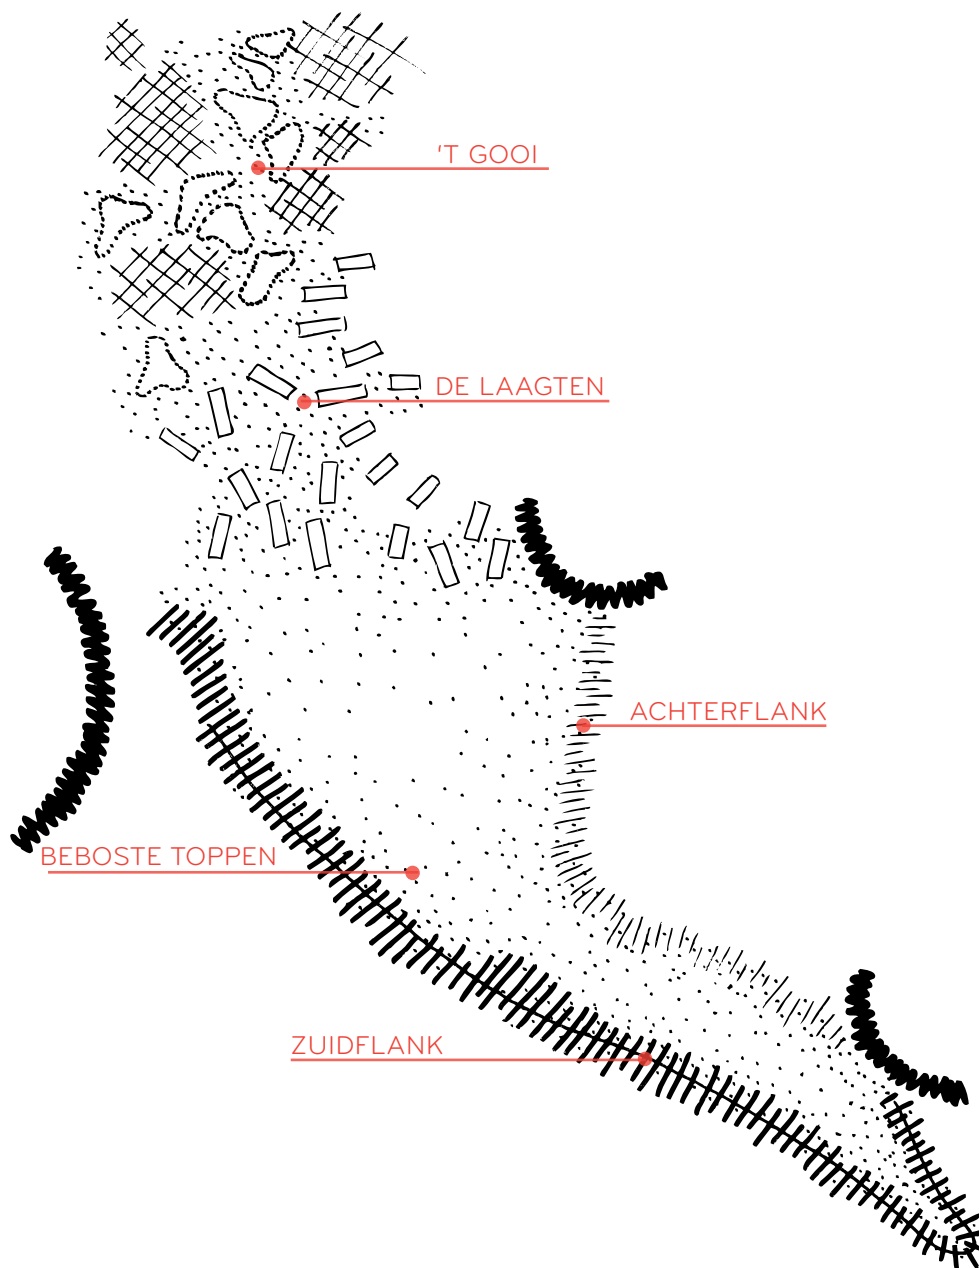 ‘T GOOI
DE LAAGTEN
ACHTERFLANK
BEBOSTE TOPPEN
ZUIDFLANK